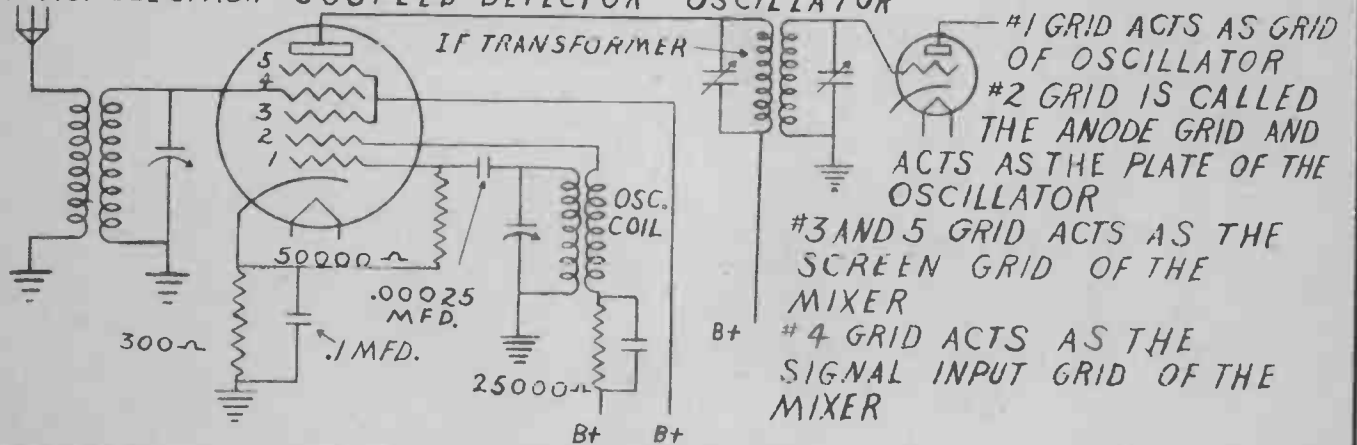 COUPLED DETECTOR OSCILLATOR
IF TRANSFORMER
5
4
3
2
1
#1 GRID ACTS AS GRID
OF OSCILLATOR
#2 GRID IS CALLED
THE ANODE GRID AND
ACTS AS THE PLATE OF THE
OSCILLATOR
#3 AND 5 GRID ACTS AS THE
SCREEN GRID OF THE
MIXER
#4 GRID ACTS AS THE
SIGNAL INPUT GRID OF THE
MIXER
OSC.
COIL
50000 Ω
.00025
MFD.
300 Ω
.1 MFD.
25000 Ω
B+
B+
B+